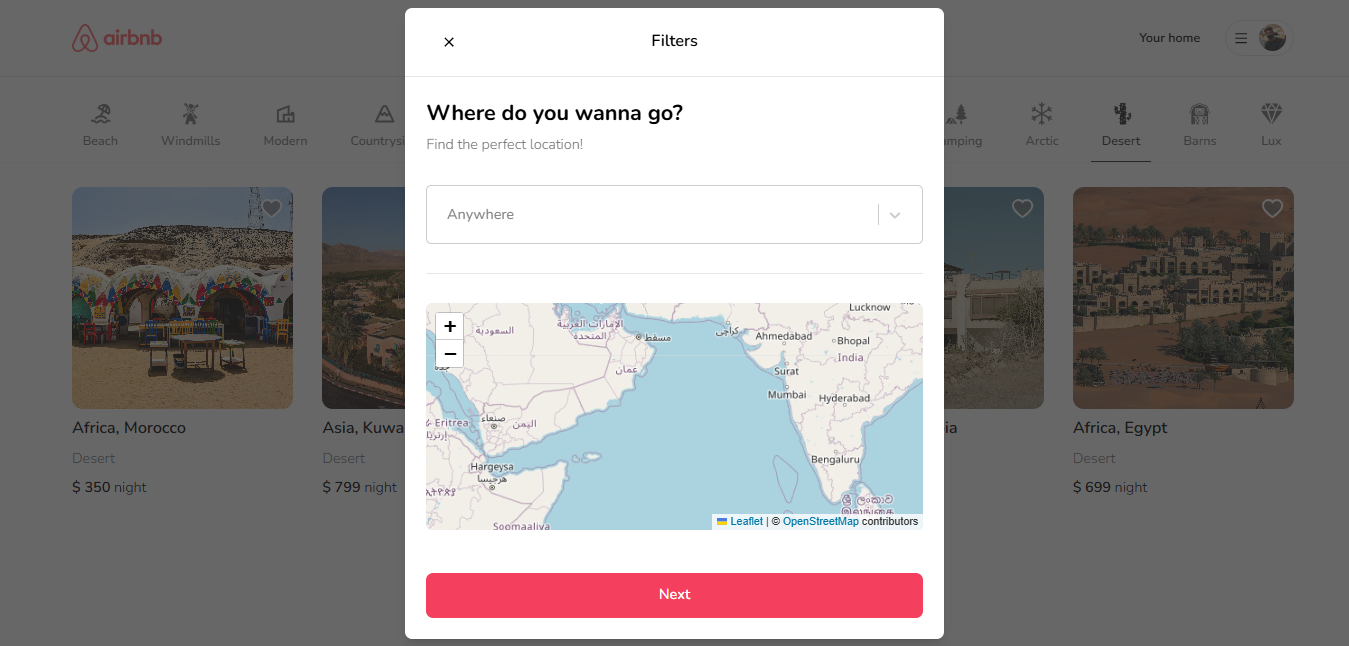 airbnb
Your home
Filters
Beach
Windmills
Modern
Countrysi
mping
Arctic
Desert
Barns
Lux
Where do you wanna go?
Find the perfect location!
Anywhere
+
−
Lucknow
السعودية
الإمارات العربية
المتحدة
مسقط
کراچی
Ahmedabad
Bhopal
India
Surat
عمان
Mumbai
Hyderabad
صنعاء
اليمن
Eritrea
Hargeysa
هرجيسا
Bengaluru
Soomaaliya
ශ්‍රී ලංකාව
Leaflet | © OpenStreetMap contributors
Next
Africa, Morocco
Desert
$ 350 night
Asia, Kuwa
Desert
$ 799 night
ia
Africa, Egypt
Desert
$ 699 night